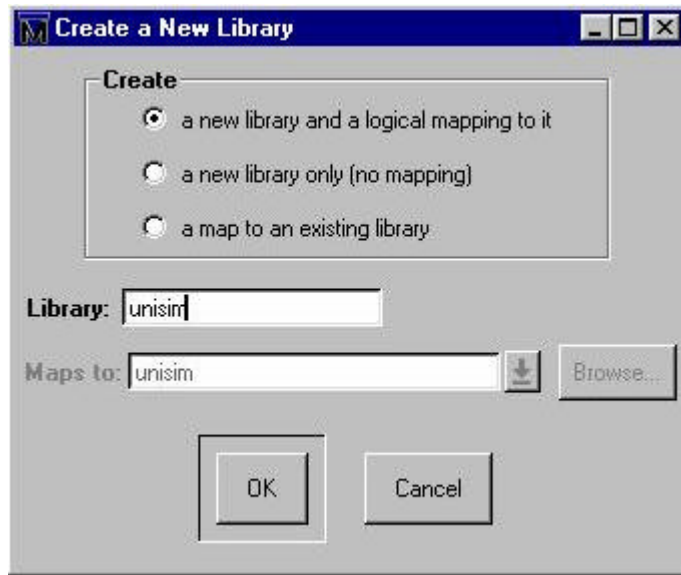 Create a New Library
Create
a new library and a logical mapping to it
a new library only (no mapping)
a map to an existing library
Library: unisim
Maps to: unisim Browse...
OK Cancel